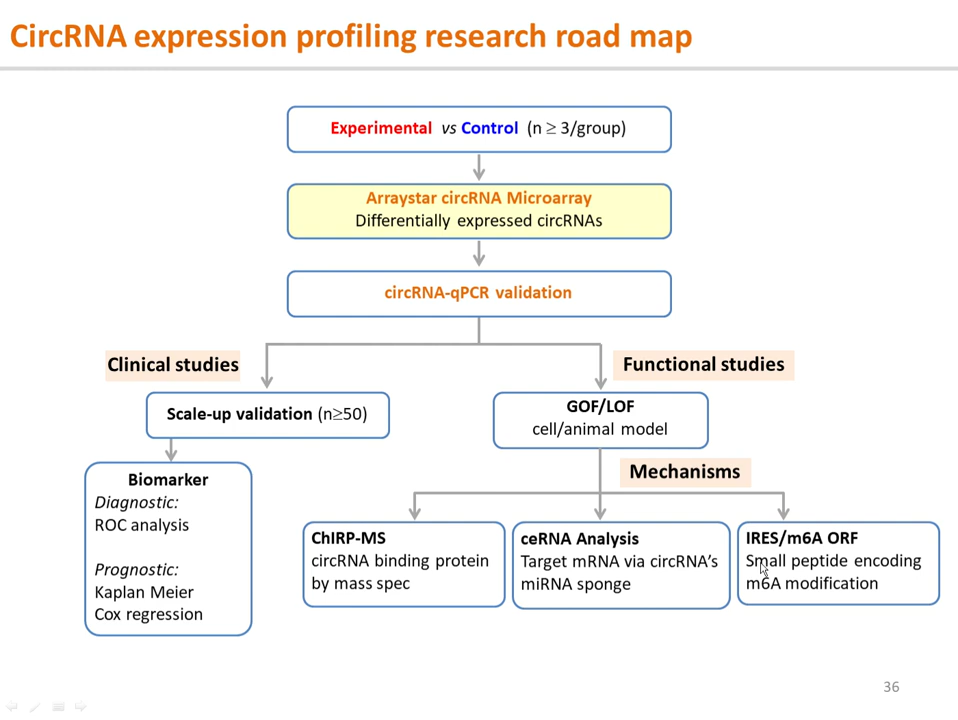 CircRNA expression profiling research road map
Experimental vs Control (n ≥ 3/group)
Arraystar circRNA Microarray
Differentially expressed circRNAs
circRNA-qPCR validation
Clinical studies
Functional studies
Scale-up validation (n≥50)
GOF/LOF
cell/animal model
Mechanisms
Biomarker
Diagnostic:
ROC analysis
Prognostic:
Kaplan Meier
Cox regression
ChIRP-MS
circRNA binding protein
by mass spec
ceRNA Analysis
Target mRNA via circRNA’s
miRNA sponge
IRES/m6A ORF
Small peptide encoding
m6A modification
36